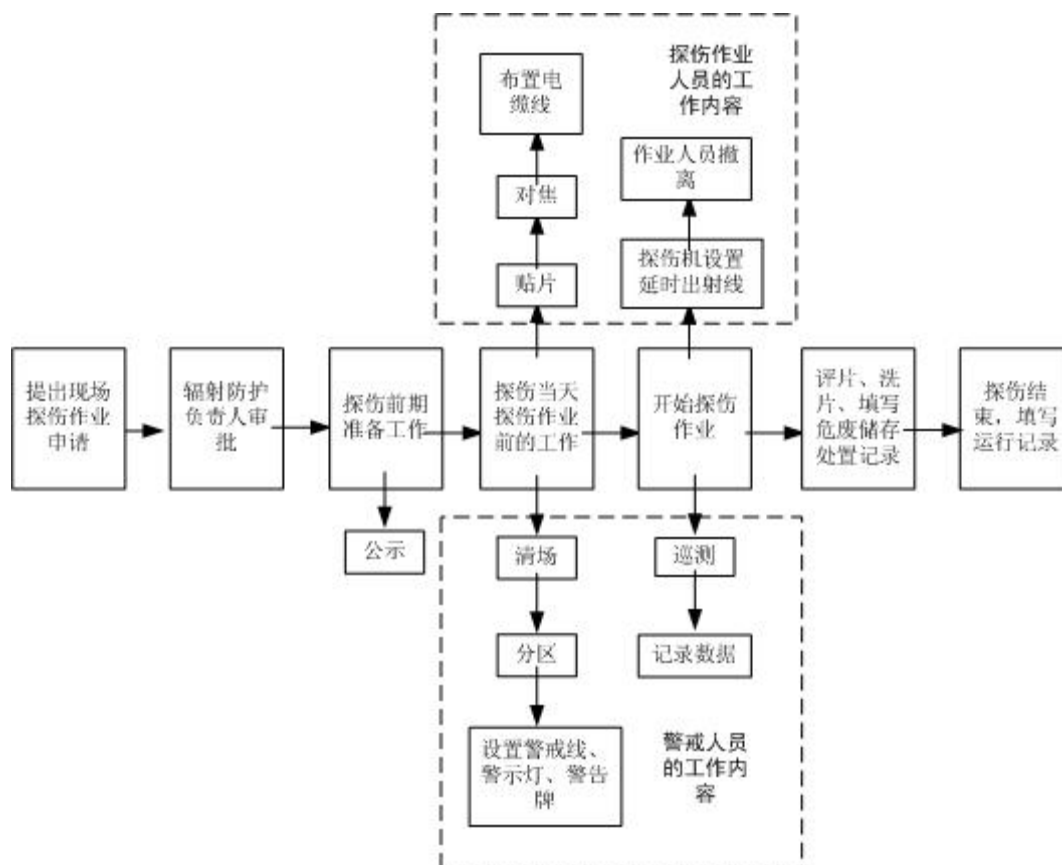 探伤作业
人员的工
作内容
布置电
缆线
作业人员撤
离
对焦
探伤机设置
延时出射线
贴片
提出现场
探伤作业
申请
辐射防护
负责人审
批
探伤前期
准备工作
探伤当天
探伤作业
前的工作
开始探伤
作业
评片、洗
片、填写
危废储存
处置记录
探伤结
束，填写
运行记录
公示
清场
巡测
分区
记录数据
设置警戒线、
警示灯、警告
牌
警戒人员
的工作内
容